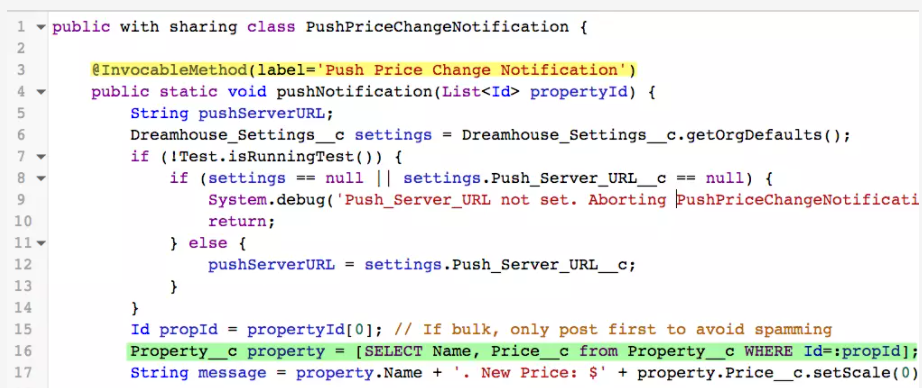 1 public with sharing class PushPriceChangeNotification {
2
3 @InvocableMethod(label='Push Price Change Notification')
4 public static void pushNotification(List<Id> propertyId) {
5 String pushServerURL;
6 Dreamhouse_Settings__c settings = Dreamhouse_Settings__c.getOrgDefaults();
7 if (!Test.isRunningTest()) {
8 if (settings == null || settings.Push_Server_URL__c == null) {
9 System.debug('Push_Server_URL not set. Aborting PushPriceChangeNotificati
10 return;
11 } else {
12 pushServerURL = settings.Push_Server_URL__c;
13 }
14 }
15 Id propId = propertyId[0]; // If bulk, only post first to avoid spamming
16 Property__c property = [SELECT Name, Price__c from Property__c WHERE Id=:propId];
17 String message = property.Name + '. New Price: $' + property.Price__c.setScale(0)